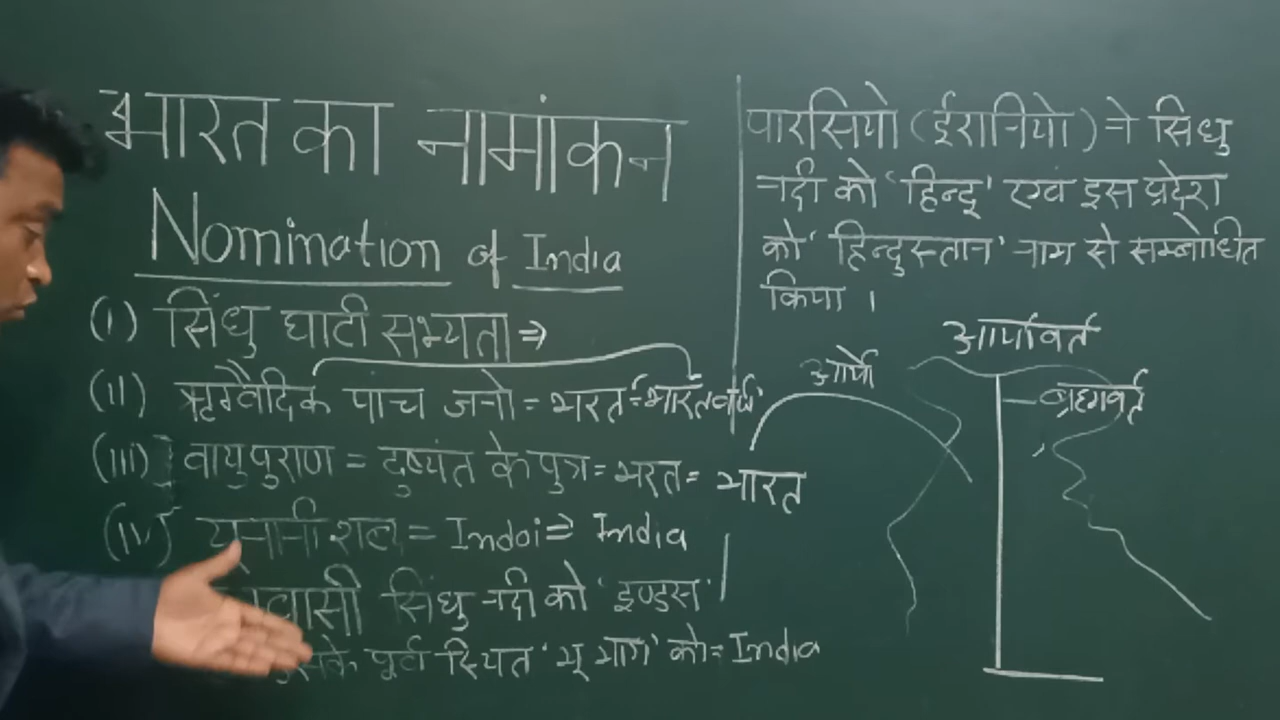 भारत का नामांकन
Nomination of India
(i) सिंधु घाटी सभ्यता ⇒
(ii) ऋग्वैदिक पांच जनो = भरत = भारतवर्ष
(iii) वायुपुराण = दुष्यंत के पुत्र = भरत = भारत
(iv) यूनानी शब्द = Indoi ⇒ India
वासी सिंधु नदी को 'इण्डस'
पूर्व स्थित 'भू भाग' को = India
पारसियो (ईरानियो) ने सिंधु
नदी को 'हिन्दू' एवं इस प्रदेश
को 'हिन्दुस्तान' नाम से सम्बोधित
किया ।
आर्यावर्त
आर्यो
ब्रह्मवर्त